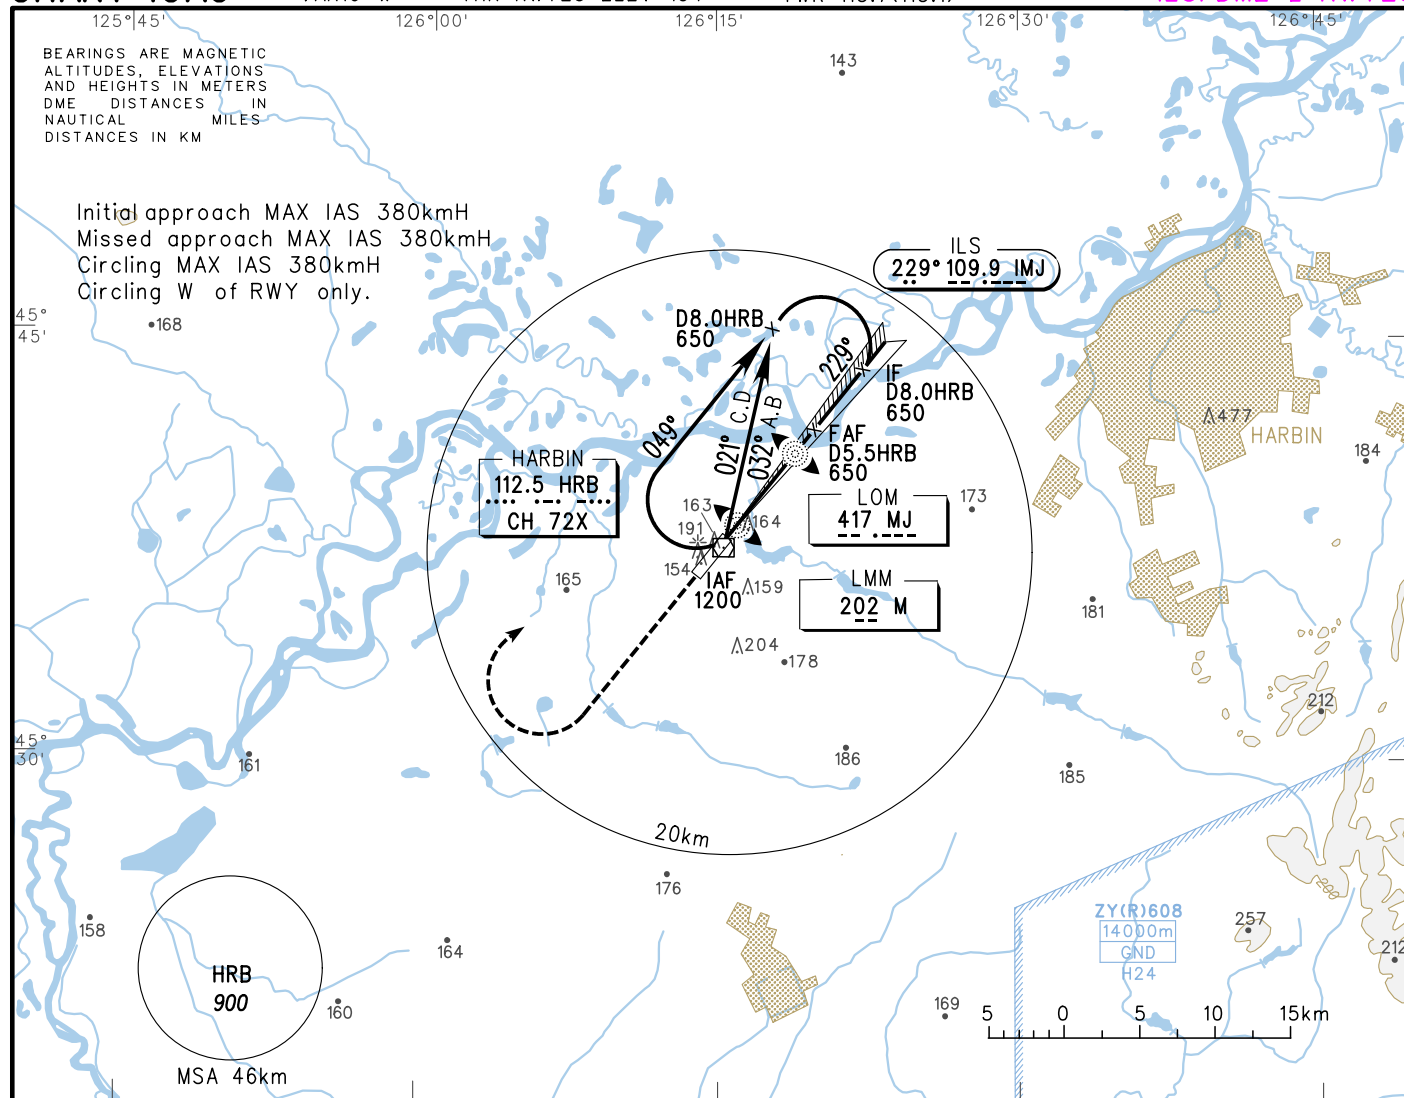 125°45'
126°00'
126°15'
126°30'
126°45'
BEARINGS ARE MAGNETIC
ALTITUDES, ELEVATIONS
AND HEIGHTS IN METERS
DME DISTANCES IN
NAUTICAL MILES
DISTANCES IN KM
143
Initial approach MAX IAS 380kmH
Missed approach MAX IAS 380kmH
Circling MAX IAS 380kmH
Circling W of RWY only.
ILS
229° 109.9 IMJ
45°
45'
168
D8.0HRB
650
229°
IF
D8.0HRB
650
049°
021° C.D
032° A.B
FAF
D5.5HRB
650
477
HARBIN
184
HARBIN
112.5 HRB
CH 72X
LOM
417 MJ
173
163
164
191
154
IAF
1200
159
165
LMM
202 M
181
204
178
212
45°
30'
161
186
185
20km
176
158
164
ZY(R)608
14000m
GND
H24
257
212
HRB
900
160
169
MSA 46km
5 0 5 10 15km